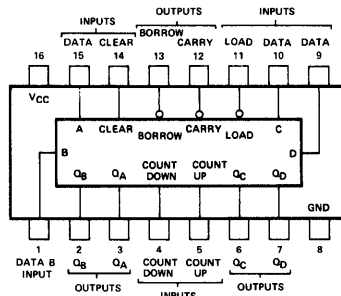 INPUTS OUTPUTS INPUTS
BORROW
DATA CLEAR CARRY LOAD DATA DATA
16 15 14 13 12 11 10 9
VCC
A CLEAR BORROW CARRY LOAD C
B D
QB QA COUNT DOWN COUNT UP QC QD
GND
1 2 3 4 5 6 7 8
DATA B INPUT QB QA COUNT DOWN COUNT UP QC QD
OUTPUTS INPUTS OUTPUTS